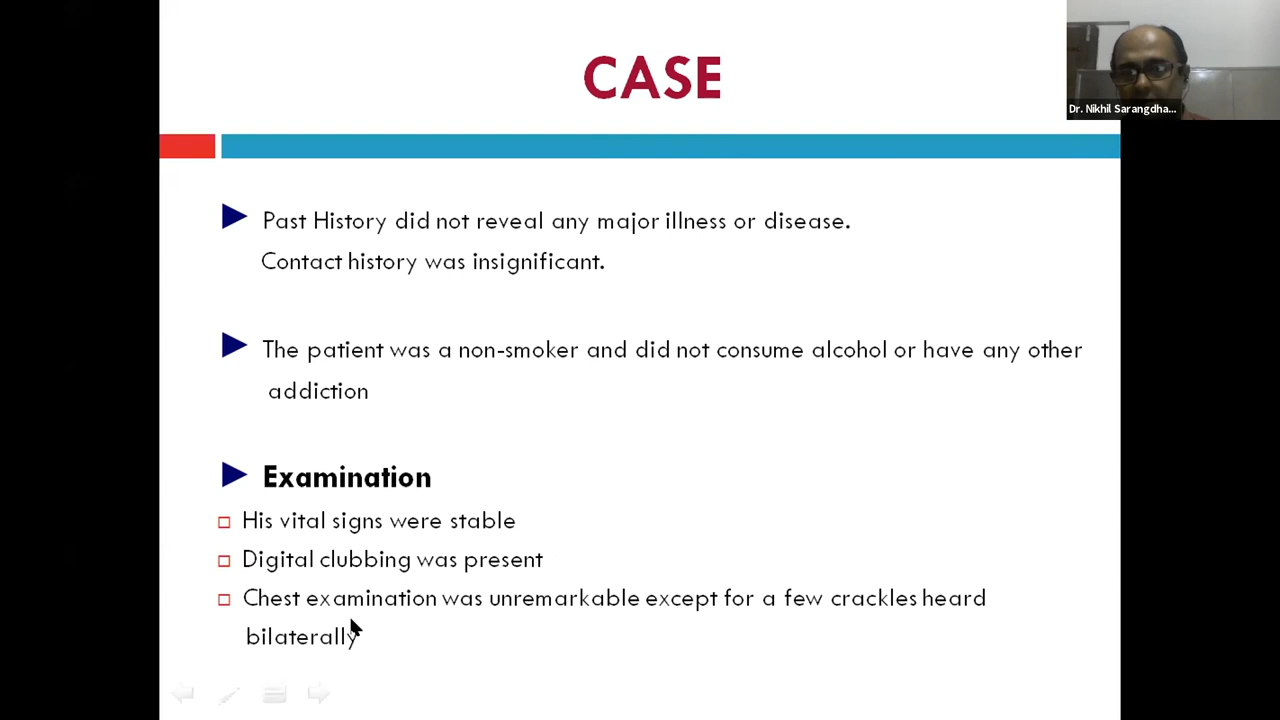 CASE
Dr. Nikhil Sarangdha...
Past History did not reveal any major illness or disease.
Contact history was insignificant.
The patient was a non-smoker and did not consume alcohol or have any other
addiction
Examination
His vital signs were stable
Digital clubbing was present
Chest examination was unremarkable except for a few crackles heard
bilaterally